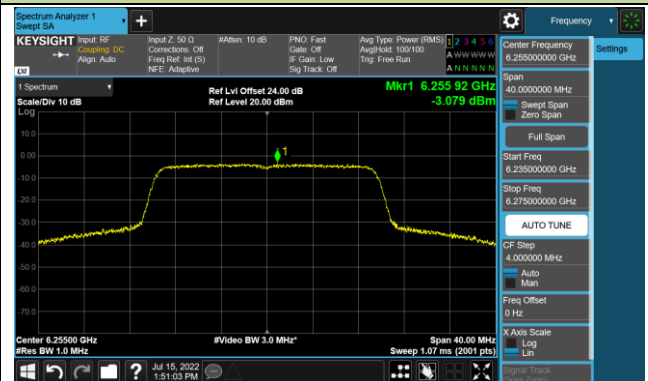 Spectrum Analyzer 1
Swept SA
+
Frequency
KEYSIGHT
Input: RF
Coupling: DC
Align: Auto
Input Z: 50 Ω
Corrections: Off
Freq Ref: Int (S)
NFE: Adaptive
#Atten: 10 dB
PNO: Fast
Gate: Off
IF Gain: Low
Sig Track: Off
Avg Type: Power (RMS)
Avg|Hold: 100/100
Trig: Free Run
1 2 3 4 5 6
A W W W W W
A N N N N N
LXI
1 Spectrum
Scale/Div 10 dB
Ref Lvl Offset 24.00 dB
Ref Level 20.00 dBm
Mkr1 6.255 92 GHz
-3.079 dBm
Log
10.0
0.00
-10.0
-20.0
-30.0
-40.0
-50.0
-60.0
-70.0
1
Center 6.25500 GHz
#Res BW 1.0 MHz
#Video BW 3.0 MHz*
Span 40.00 MHz
Sweep 1.07 ms (2001 pts)
Jul 15, 2022
1:51:03 PM
?
Center Frequency
6.255000000 GHz
Settings
Span
40.0000000 MHz
Swept Span
Zero Span
Full Span
Start Freq
6.235000000 GHz
Stop Freq
6.275000000 GHz
AUTO TUNE
CF Step
4.000000 MHz
Auto
Man
Freq Offset
0 Hz
X Axis Scale
Log
Lin
Signal Track
(Span Zoom)